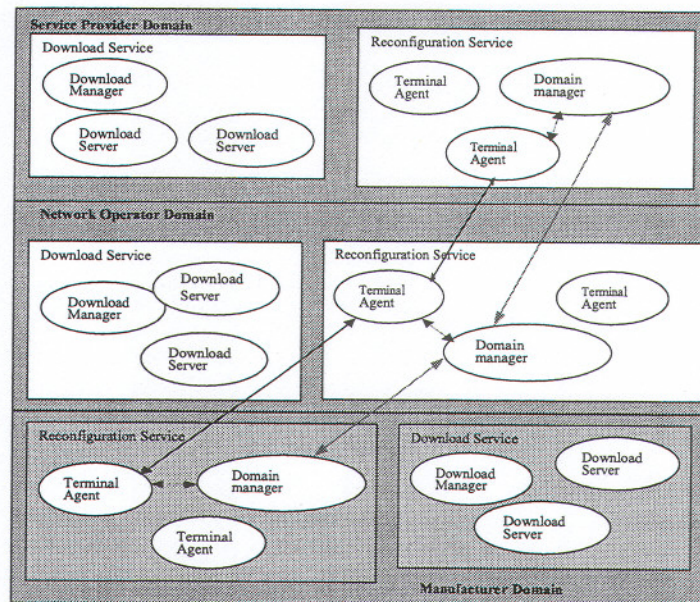 Service Provider Domain
Download Service
Download
Manager
Download
Server
Download
Server
Reconfiguration Service
Terminal
Agent
Domain
manager
Terminal
Agent
Network Operator Domain
Download Service
Download
Manager
Download
Server
Download
Server
Reconfiguration Service
Terminal
Agent
Terminal
Agent
Domain
manager
Reconfiguration Service
Terminal
Agent
Domain
manager
Terminal
Agent
Download Service
Download
Manager
Download
Server
Download
Server
Manufacturer Domain